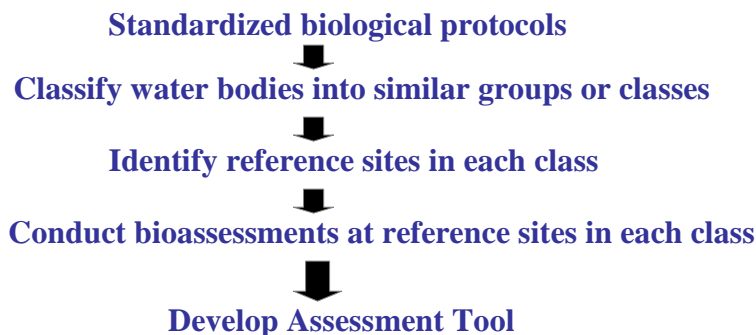 Standardized biological protocols
Classify water bodies into similar groups or classes
Identify reference sites in each class
Conduct bioassessments at reference sites in each class
Develop Assessment Tool